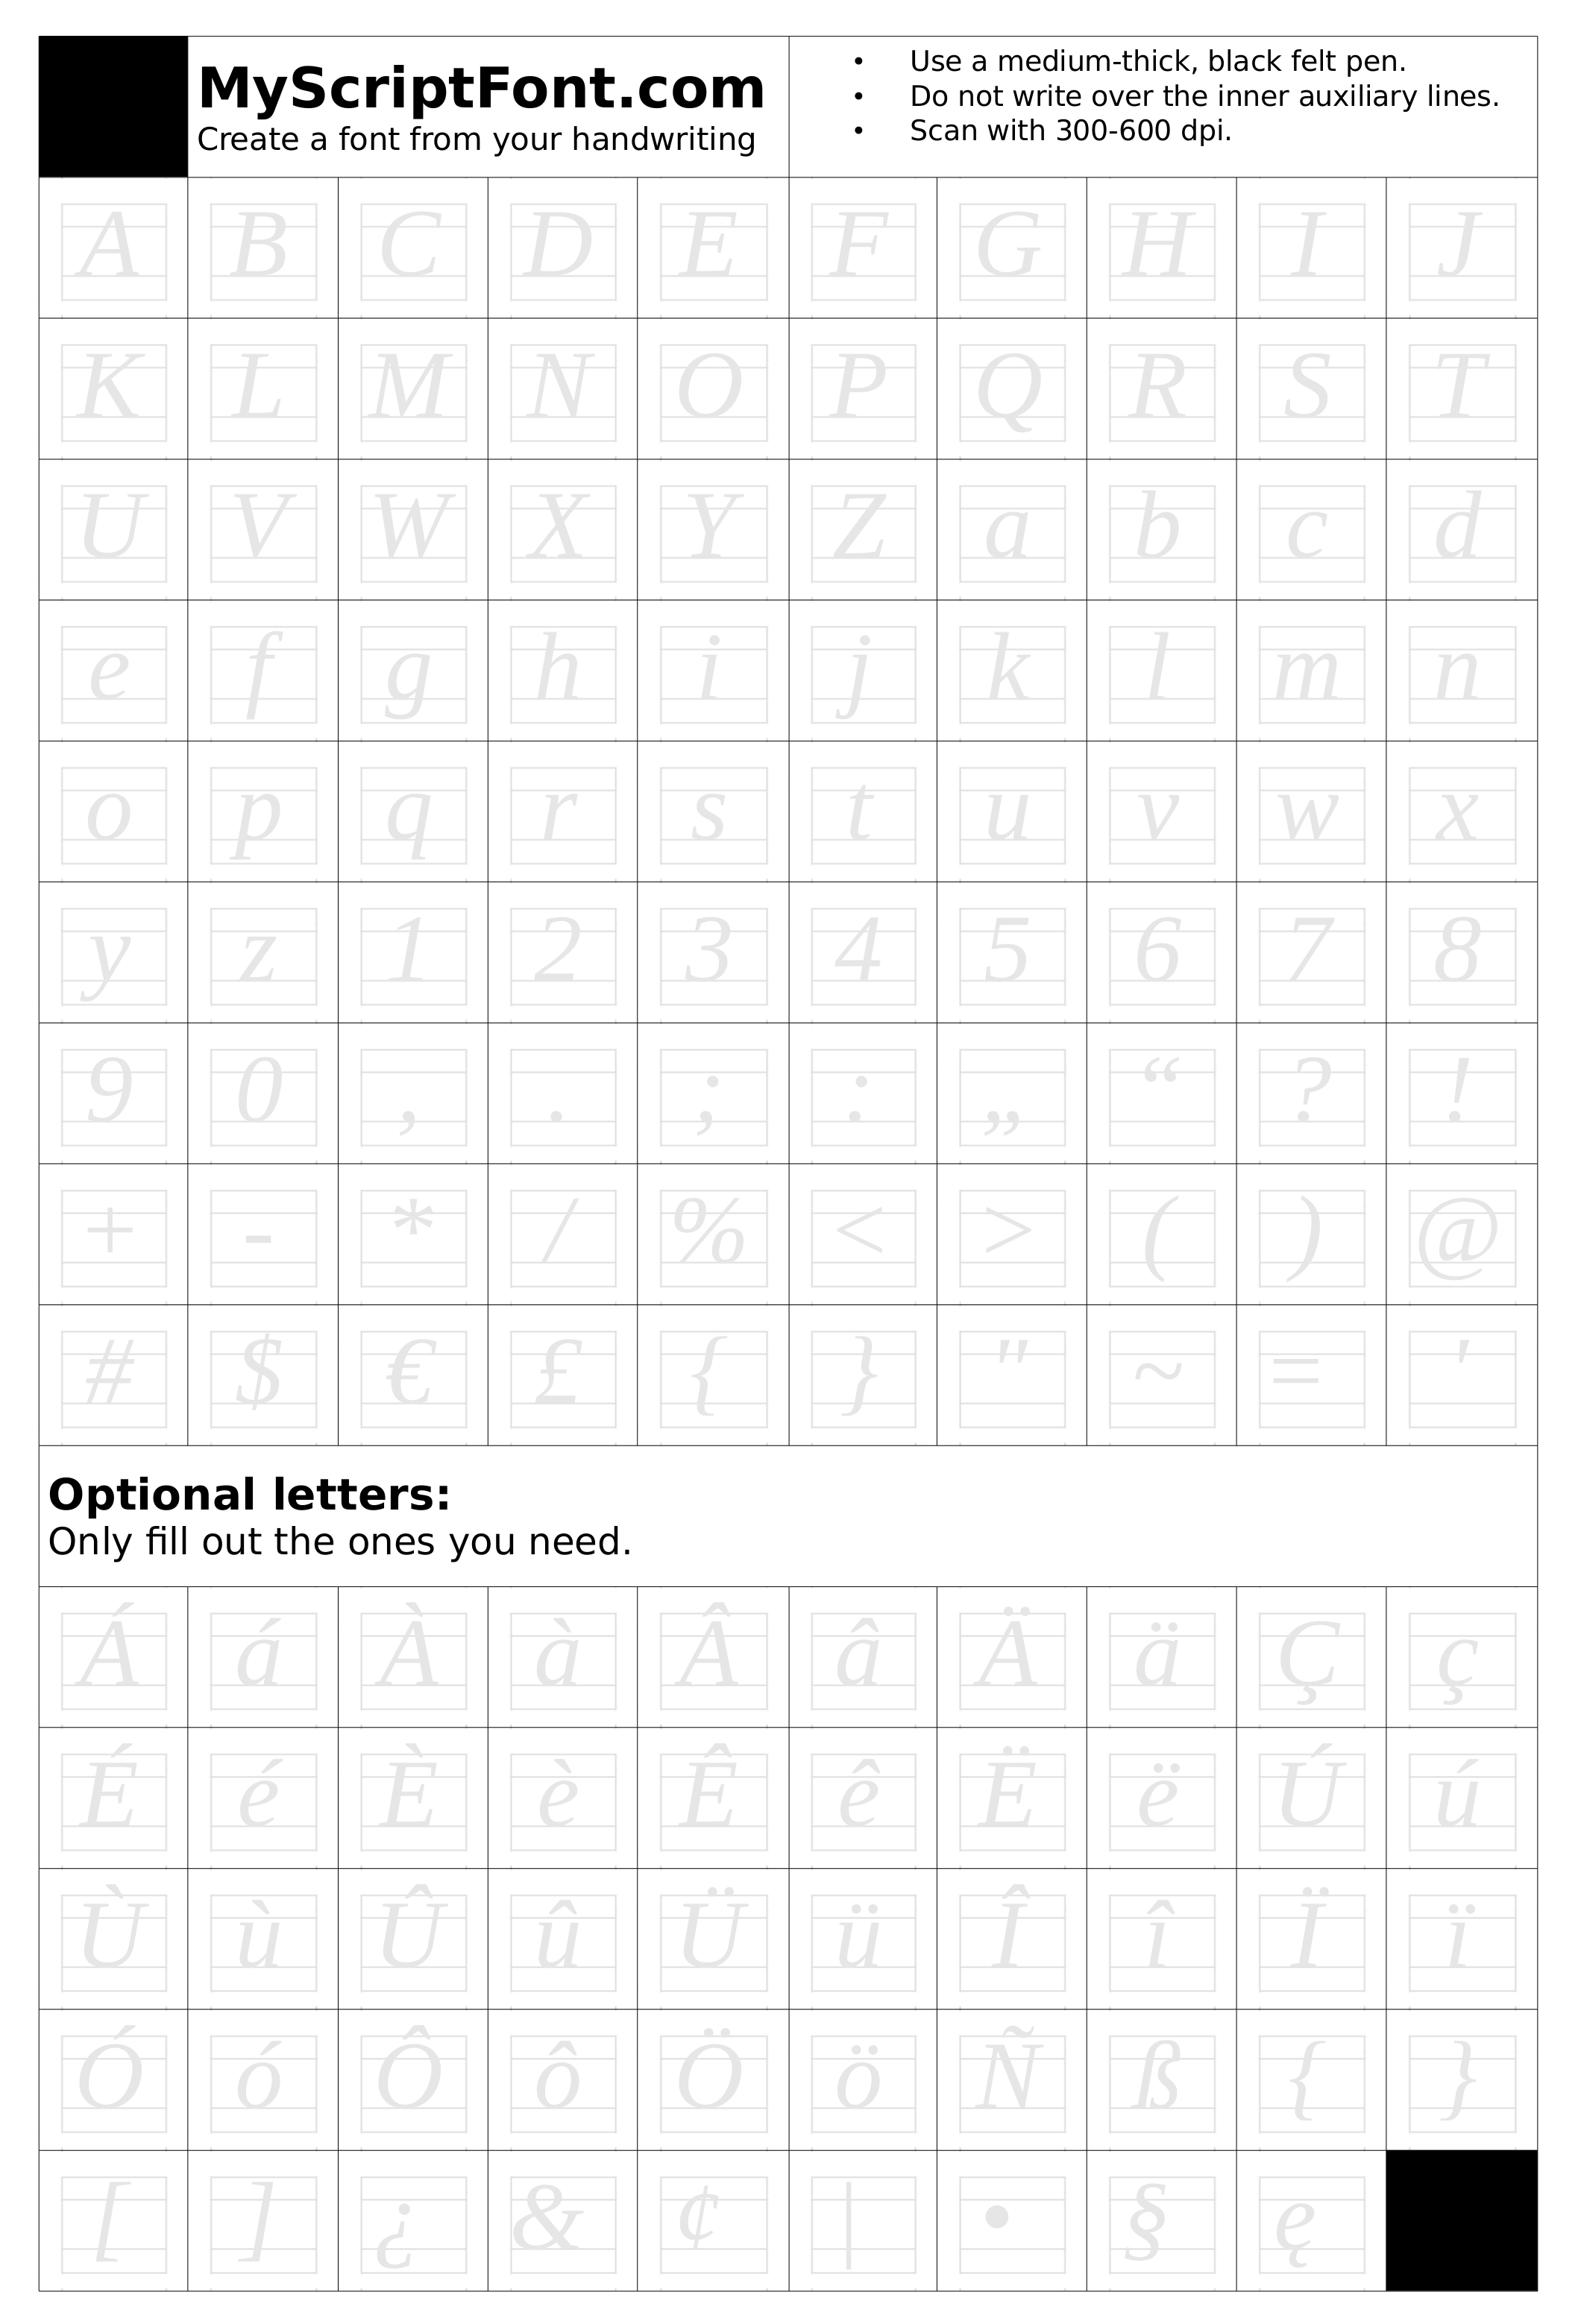 MyScriptFont.com
Create a font from your handwriting
• Use a medium-thick, black felt pen.
• Do not write over the inner auxiliary lines.
• Scan with 300-600 dpi.
A B C D E F G H I J
K L M N O P Q R S T
U V W X Y Z a b c d
e f g h i j k l m n
o p q r s t u v w x
y z 1 2 3 4 5 6 7 8
9 0 , . ; : „ “ ? !
+ - * / % < > ( ) @
# $ € £ { } " ~ = '
Optional letters:
Only fill out the ones you need.
Á á À à Â â Ä ä Ç ç
É é È è Ê ê Ë ë Ú ú
Ù ù Û û Ü ü Î î Ï ï
Ó ó Ô ô Ö ö Ñ ß { }
[ ] ¿ & ¢ | • § ę